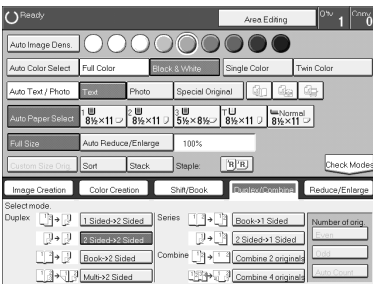 Ready
Area Editing
Q'ty 1
Copy 0
Auto Image Dens.
Auto Color Select Full Color Black & White Single Color Twin Color
Auto Text / Photo Text Photo Special Original
Auto Paper Select 1 8½×11 2 8½×11 3 5½×8½ T 8½×11 Normal 8½×11
Full Size Auto Reduce/Enlarge 100%
Custom Size Orig. Sort Stack Staple: Check Modes
Image Creation Color Creation Shift/Book Duplex/Combine Reduce/Enlarge
Select mode.
Duplex 1 Sided->2 Sided Series Book->1 Sided Number of orig.
2 Sided->2 Sided 2 Sided->1 Sided Even
Book->2 Sided Combine Combine 2 originals Odd
Multi->2 Sided Combine 4 originals Auto Count